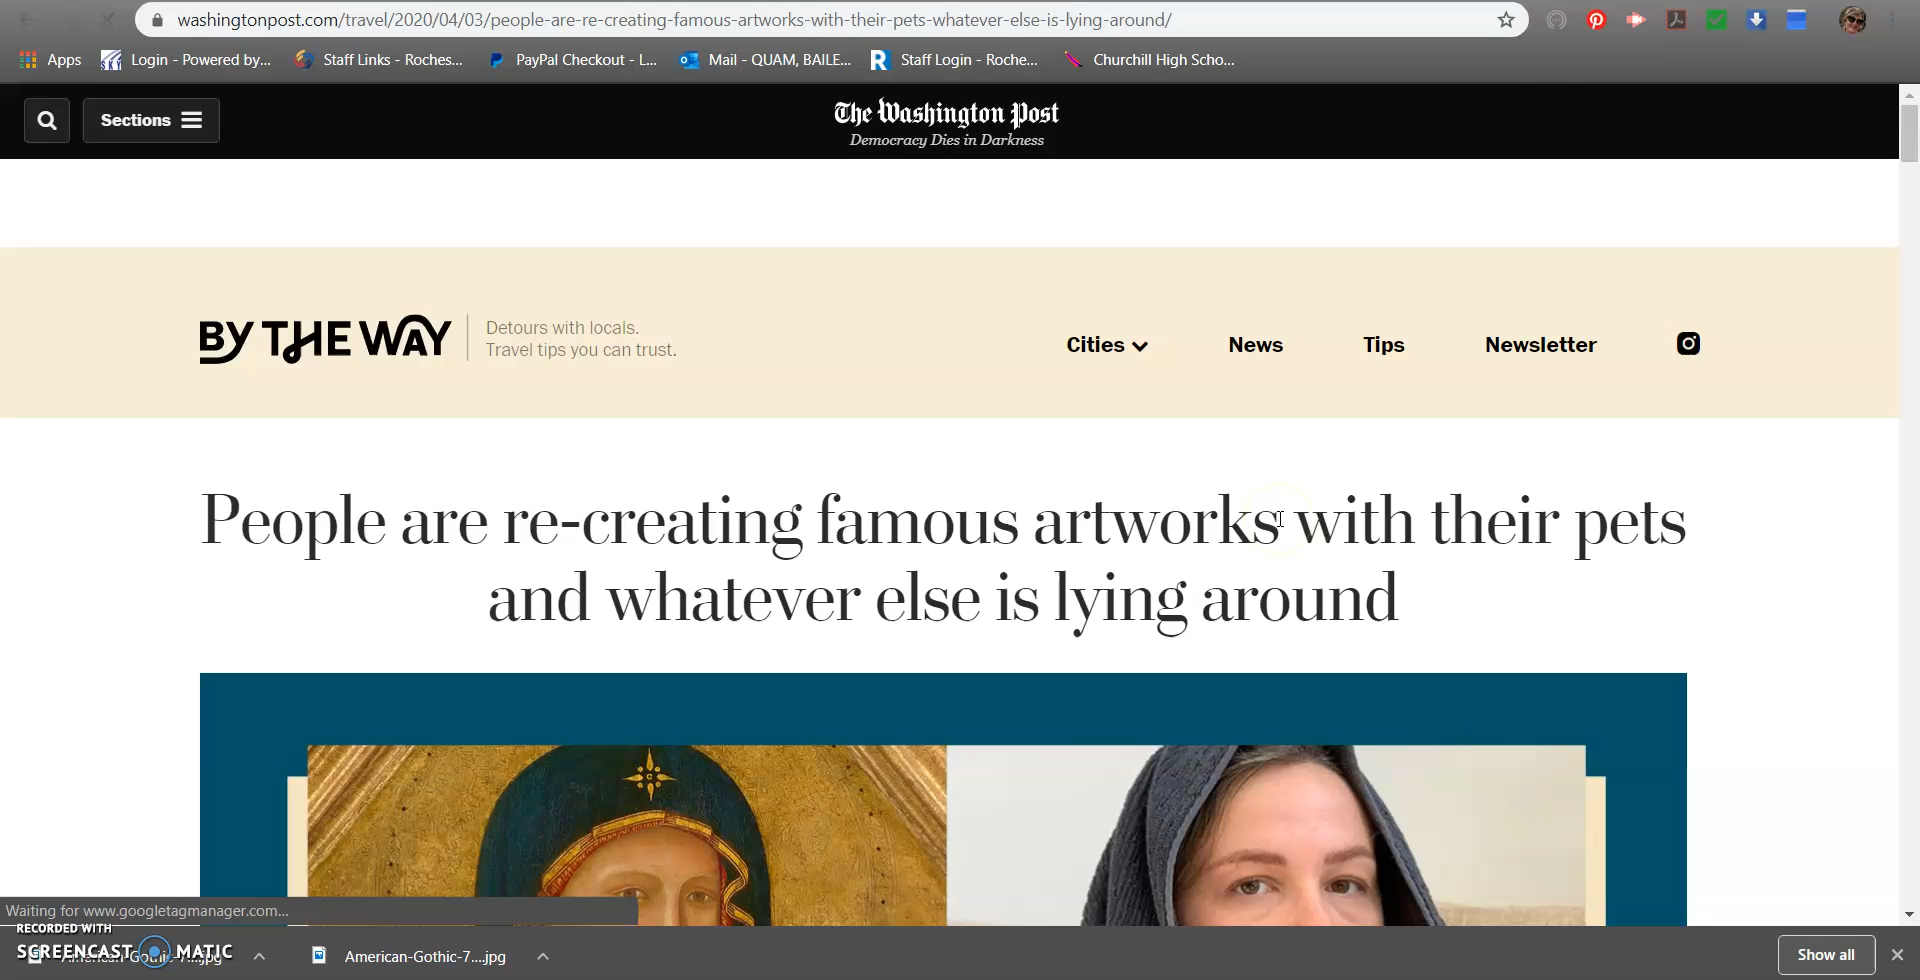 washingtonpost.com/travel/2020/04/03/people-are-re-creating-famous-artworks-with-their-pets-whatever-else-is-lying-around/
Apps Login - Powered by... Staff Links - Roches... PayPal Checkout - L... Mail - QUAM, BAILE... Staff Login - Roche... Churchill High Scho...
Sections
The Washington Post
Democracy Dies in Darkness
BY THE WAY
Detours with locals.
Travel tips you can trust.
Cities News Tips Newsletter
People are re-creating famous artworks with their pets
and whatever else is lying around
Waiting for www.googletagmanager.com...
RECORDED WITH
SCREENCAST MATIC
American-Gothic-7....jpg American-Gothic-7....jpg
Show all